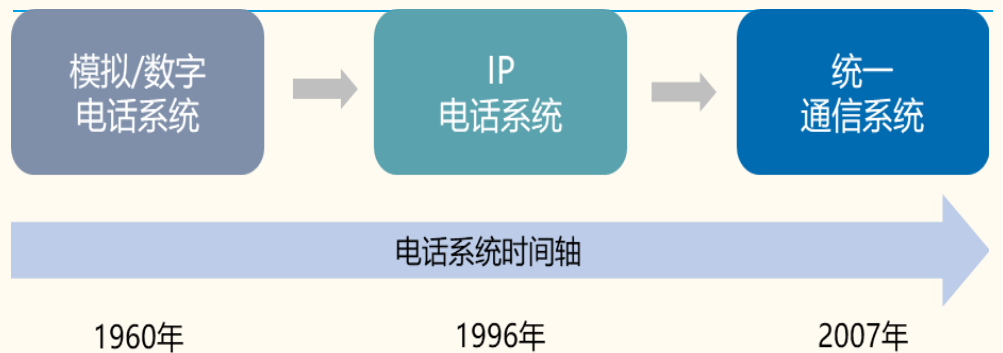 模拟/数字
电话系统
IP
电话系统
统一
通信系统
电话系统时间轴
1960年
1996年
2007年